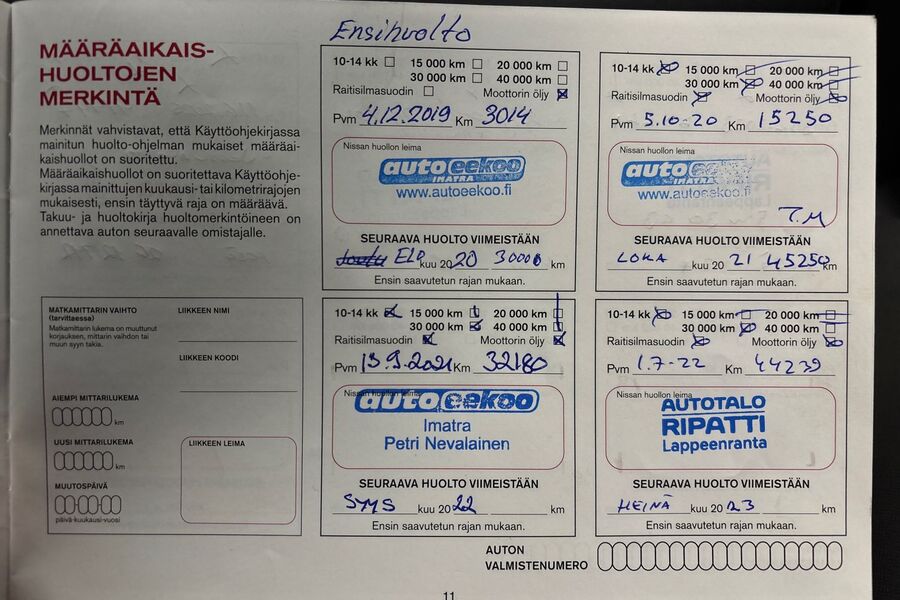 MÄÄRÄAIKAIS-
HUOLTOJEN
MERKINTÄ
Merkinnät vahvistavat, että Käyttöohjekirjassa
mainitun huolto-ohjelman mukaiset määräai-
kaishuollot on suoritettu.
Määräaikaishuollot on suoritettava Käyttöohje-
kirjassa mainittujen kuukausi- tai kilometrirajojen
mukaisesti, ensin täyttyvä raja on määräävä.
Takuu- ja huoltokirja huoltomerkintöineen on
annettava auton seuraavalle omistajalle.
Ensihuolto
10-14 kk 15 000 km 20 000 km
30 000 km 40 000 km
Raitisilmasuodin Moottorin öljy
Pvm 4.12.2019 Km 3014
Nissan huollon leima
autoeekoo
IMATRA
www.autoeekoo.fi
SEURAAVA HUOLTO VIIMEISTÄÄN
ELO kuu 2020 30000 km
Ensin saavutetun rajan mukaan.
10-14 kk 15 000 km 20 000 km
30 000 km 40 000 km
Raitisilmasuodin Moottorin öljy
Pvm 5.10-20 Km 15250
Nissan huollon leima
autoeekoo
IMATRA
www.autoeekoo.fi
T.M
SEURAAVA HUOLTO VIIMEISTÄÄN
LOKA kuu 20 21 45250 km
Ensin saavutetun rajan mukaan.
MATKAMITTARIN VAIHTO
(tarvittaessa)
Matkamittarin lukema on muuttunut
korjauksen, mittarin vaihdon tai
muun syyn takia.
AIEMPI MITTARILUKEMA
km
UUSI MITTARILUKEMA
km
MUUTOSPÄIVÄ
päivä-kuukausi-vuosi
LIIKKEEN NIMI
LIIKKEEN KOODI
LIIKKEEN LEIMA
10-14 kk 15 000 km 20 000 km
30 000 km 40 000 km
Raitisilmasuodin Moottorin öljy
Pvm 13.9.2021 Km 32180
Nissan huollon leima
autoeekoo
Imatra
Petri Nevalainen
SEURAAVA HUOLTO VIIMEISTÄÄN
SYYS kuu 2022 km
Ensin saavutetun rajan mukaan.
10-14 kk 15 000 km 20 000 km
30 000 km 40 000 km
Raitisilmasuodin Moottorin öljy
Pvm 1.7-22 Km 44239
Nissan huollon leima
AUTOTALO
RIPATTI
Lappeenranta
SEURAAVA HUOLTO VIIMEISTÄÄN
HEINÄ kuu 20 23 km
Ensin saavutetun rajan mukaan.
AUTON
VALMISTENUMERO
11